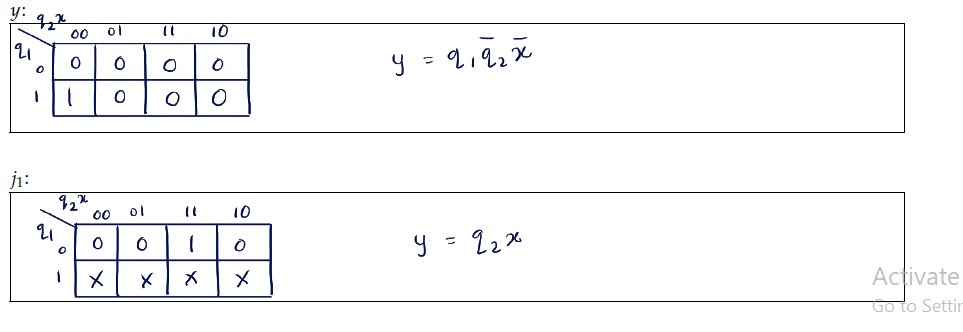 y:
q₂x
00 01 11 10
q₁
0 0 0 0 0
1 1 0 0 0
y = q₁q̄₂x̄
j₁:
q₂x
00 01 11 10
q₁
0 0 0 1 0
1 X X X X
y = q₂x
Activate
Go to Settin